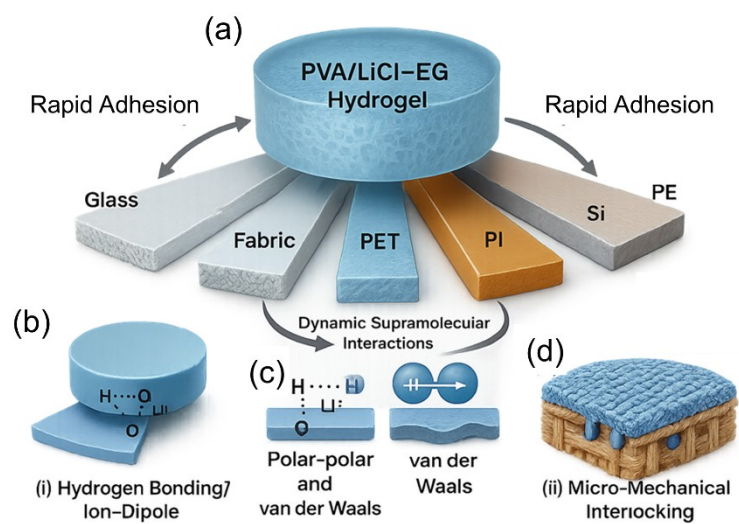 (a)
PVA/LiCl–EG
Hydrogel
Rapid Adhesion
Rapid Adhesion
Glass
Fabric
PET
PI
Si
PE
Dynamic Supramolecuiar
Interactions
(b)
H·····O
O
(i) Hydrogen Bonding7
Ion–Dipole
(c)
H·····H
O
Polar–polar
and
van der Waals
van der
Waals
(d)
(ii) Micro-Mechanical
Interlocking